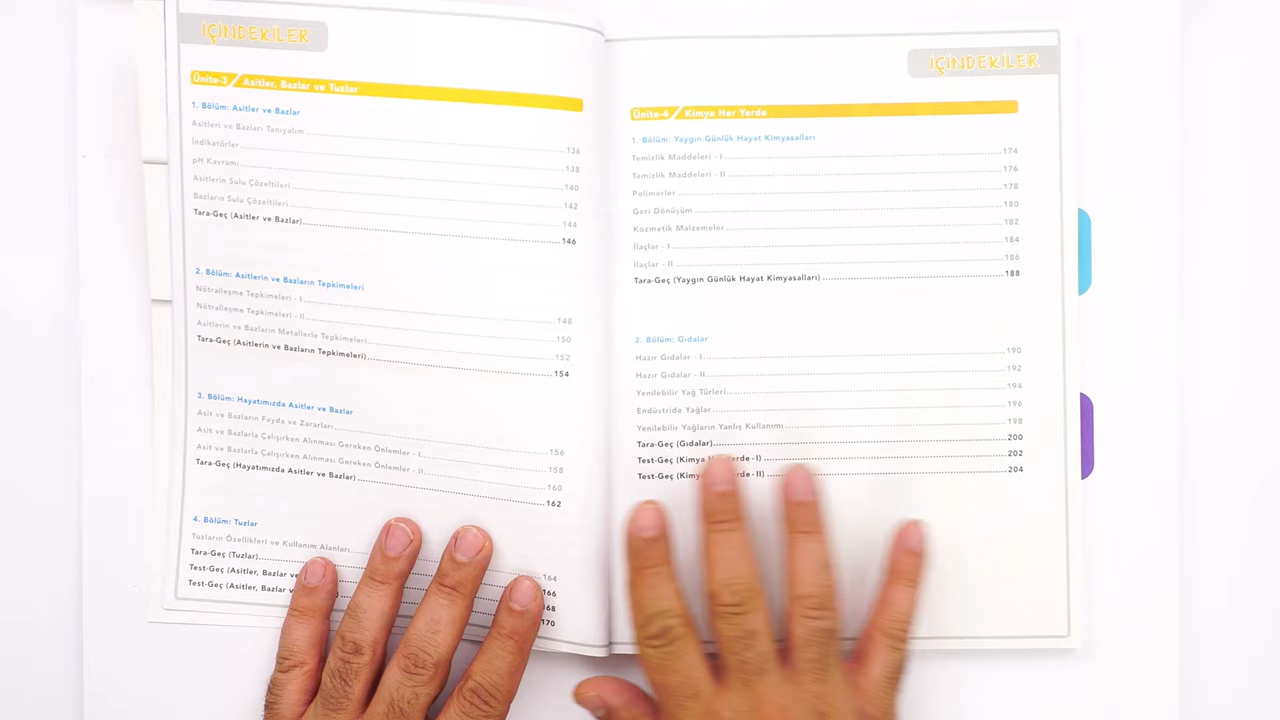 İÇİNDEKİLER
Ünite-3 / Asitler, Bazlar ve Tuzlar
1. Bölüm: Asitler ve Bazlar
Asitleri ve Bazları Tanıyalım ... 136
İndikatörler ... 138
pH Kavramı ... 140
Asitlerin Sulu Çözeltileri ... 142
Bazların Sulu Çözeltileri ... 144
Tara-Geç (Asitler ve Bazlar) ... 146
2. Bölüm: Asitlerin ve Bazların Tepkimeleri
Nötralleşme Tepkimeleri - I ... 148
Nötralleşme Tepkimeleri - II ... 150
Asitlerin ve Bazların Metallerle Tepkimeleri ... 152
Tara-Geç (Asitlerin ve Bazların Tepkimeleri) ... 154
3. Bölüm: Hayatımızda Asitler ve Bazlar
Asit ve Bazların Fayda ve Zararları ... 156
Asit ve Bazlarla Çalışırken Alınması Gereken Önlemler - I ... 158
Asit ve Bazlarla Çalışırken Alınması Gereken Önlemler - II ... 160
Tara-Geç (Hayatımızda Asitler ve Bazlar) ... 162
4. Bölüm: Tuzlar
Tuzların Özellikleri ve Kullanım Alanları ... 164
Tara-Geç (Tuzlar) ... 166
Test-Geç (Asitler, Bazlar ve ... 168
Test-Geç (Asitler, Bazlar ... 170
İÇİNDEKİLER
Ünite-4 / Kimya Her Yerde
1. Bölüm: Yaygın Günlük Hayat Kimyasalları
Temizlik Maddeleri - I ... 174
Temizlik Maddeleri - II ... 176
Polimerler ... 178
Geri Dönüşüm ... 180
Kozmetik Malzemeler ... 182
İlaçlar - I ... 184
İlaçlar - II ... 186
Tara-Geç (Yaygın Günlük Hayat Kimyasalları) ... 188
2. Bölüm: Gıdalar
Hazır Gıdalar - I ... 190
Hazır Gıdalar - II ... 192
Yenilebilir Yağ Türleri ... 194
Endüstride Yağlar ... 196
Yenilebilir Yağların Yanlış Kullanımı ... 198
Tara-Geç (Gıdalar) ... 200
Test-Geç (Kimya Her Yerde - I) ... 202
Test-Geç (Kimya Her Yerde - II) ... 204